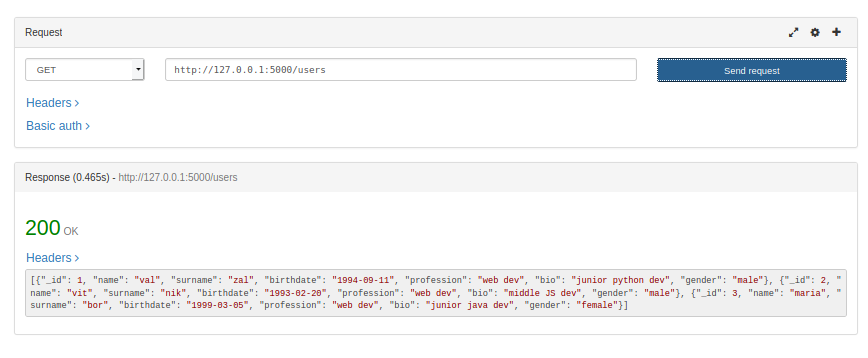 Request
GET http://127.0.0.1:5000/users Send request
Headers
Basic auth
Response (0.465s) - http://127.0.0.1:5000/users
200 OK
Headers
[{"_id": 1, "name": "val", "surname": "zal", "birthdate": "1994-09-11", "profession": "web dev", "bio": "junior python dev", "gender": "male"}, {"_id": 2, "
name": "vit", "surname": "nik", "birthdate": "1993-02-20", "profession": "web dev", "bio": "middle JS dev", "gender": "male"}, {"_id": 3, "name": "maria", "
surname": "bor", "birthdate": "1999-03-05", "profession": "web dev", "bio": "junior java dev", "gender": "female"}]